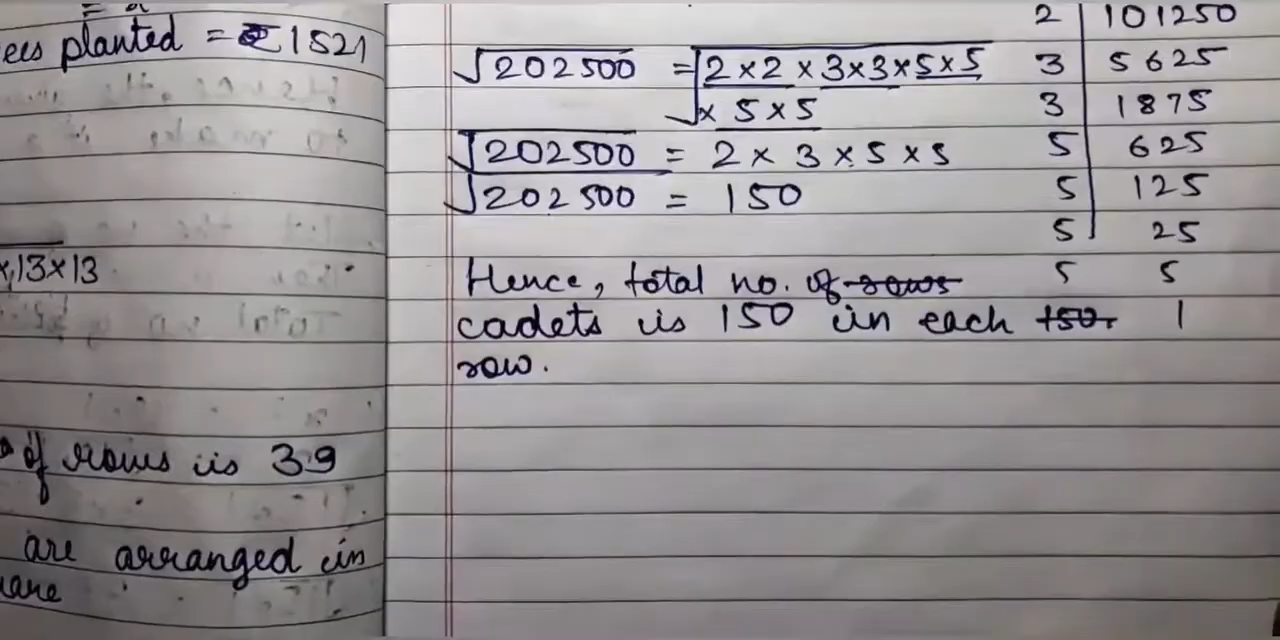 ees planted = ₹ 1521
×13×13
of rows is 39
are arranged in
are
2 | 101250
√202500 = √2×2×3×3×5×5 3 | 5625
×5×5 3 | 1875
√202500 = 2×3×5×5 5 | 625
√202500 = 150 5 | 125
5 | 25
Hence, total no. of rows 5 5
cadets is 150 in each 150. 1
row.